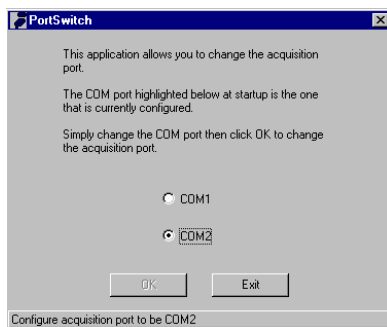 PortSwitch
This application allows you to change the acquisition
port.
The COM port highlighted below at startup is the one
that is currently configured.
Simply change the COM port then click OK to change
the acquisition port.
COM1
COM2
OK Exit
Configure acquisition port to be COM2